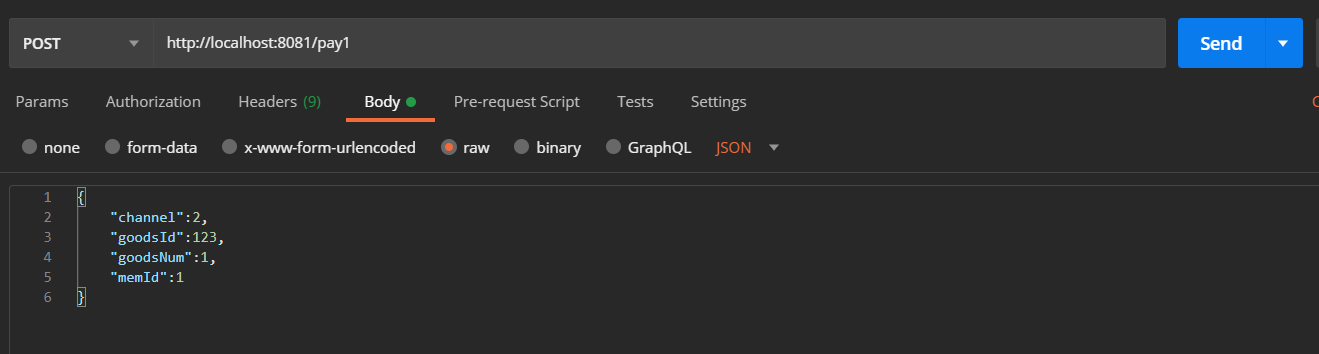 POST http://localhost:8081/pay1 Send
Params Authorization Headers (9) Body Pre-request Script Tests Settings
none form-data x-www-form-urlencoded raw binary GraphQL JSON
1 {
2 "channel":2,
3 "goodsId":123,
4 "goodsNum":1,
5 "memId":1
6 }